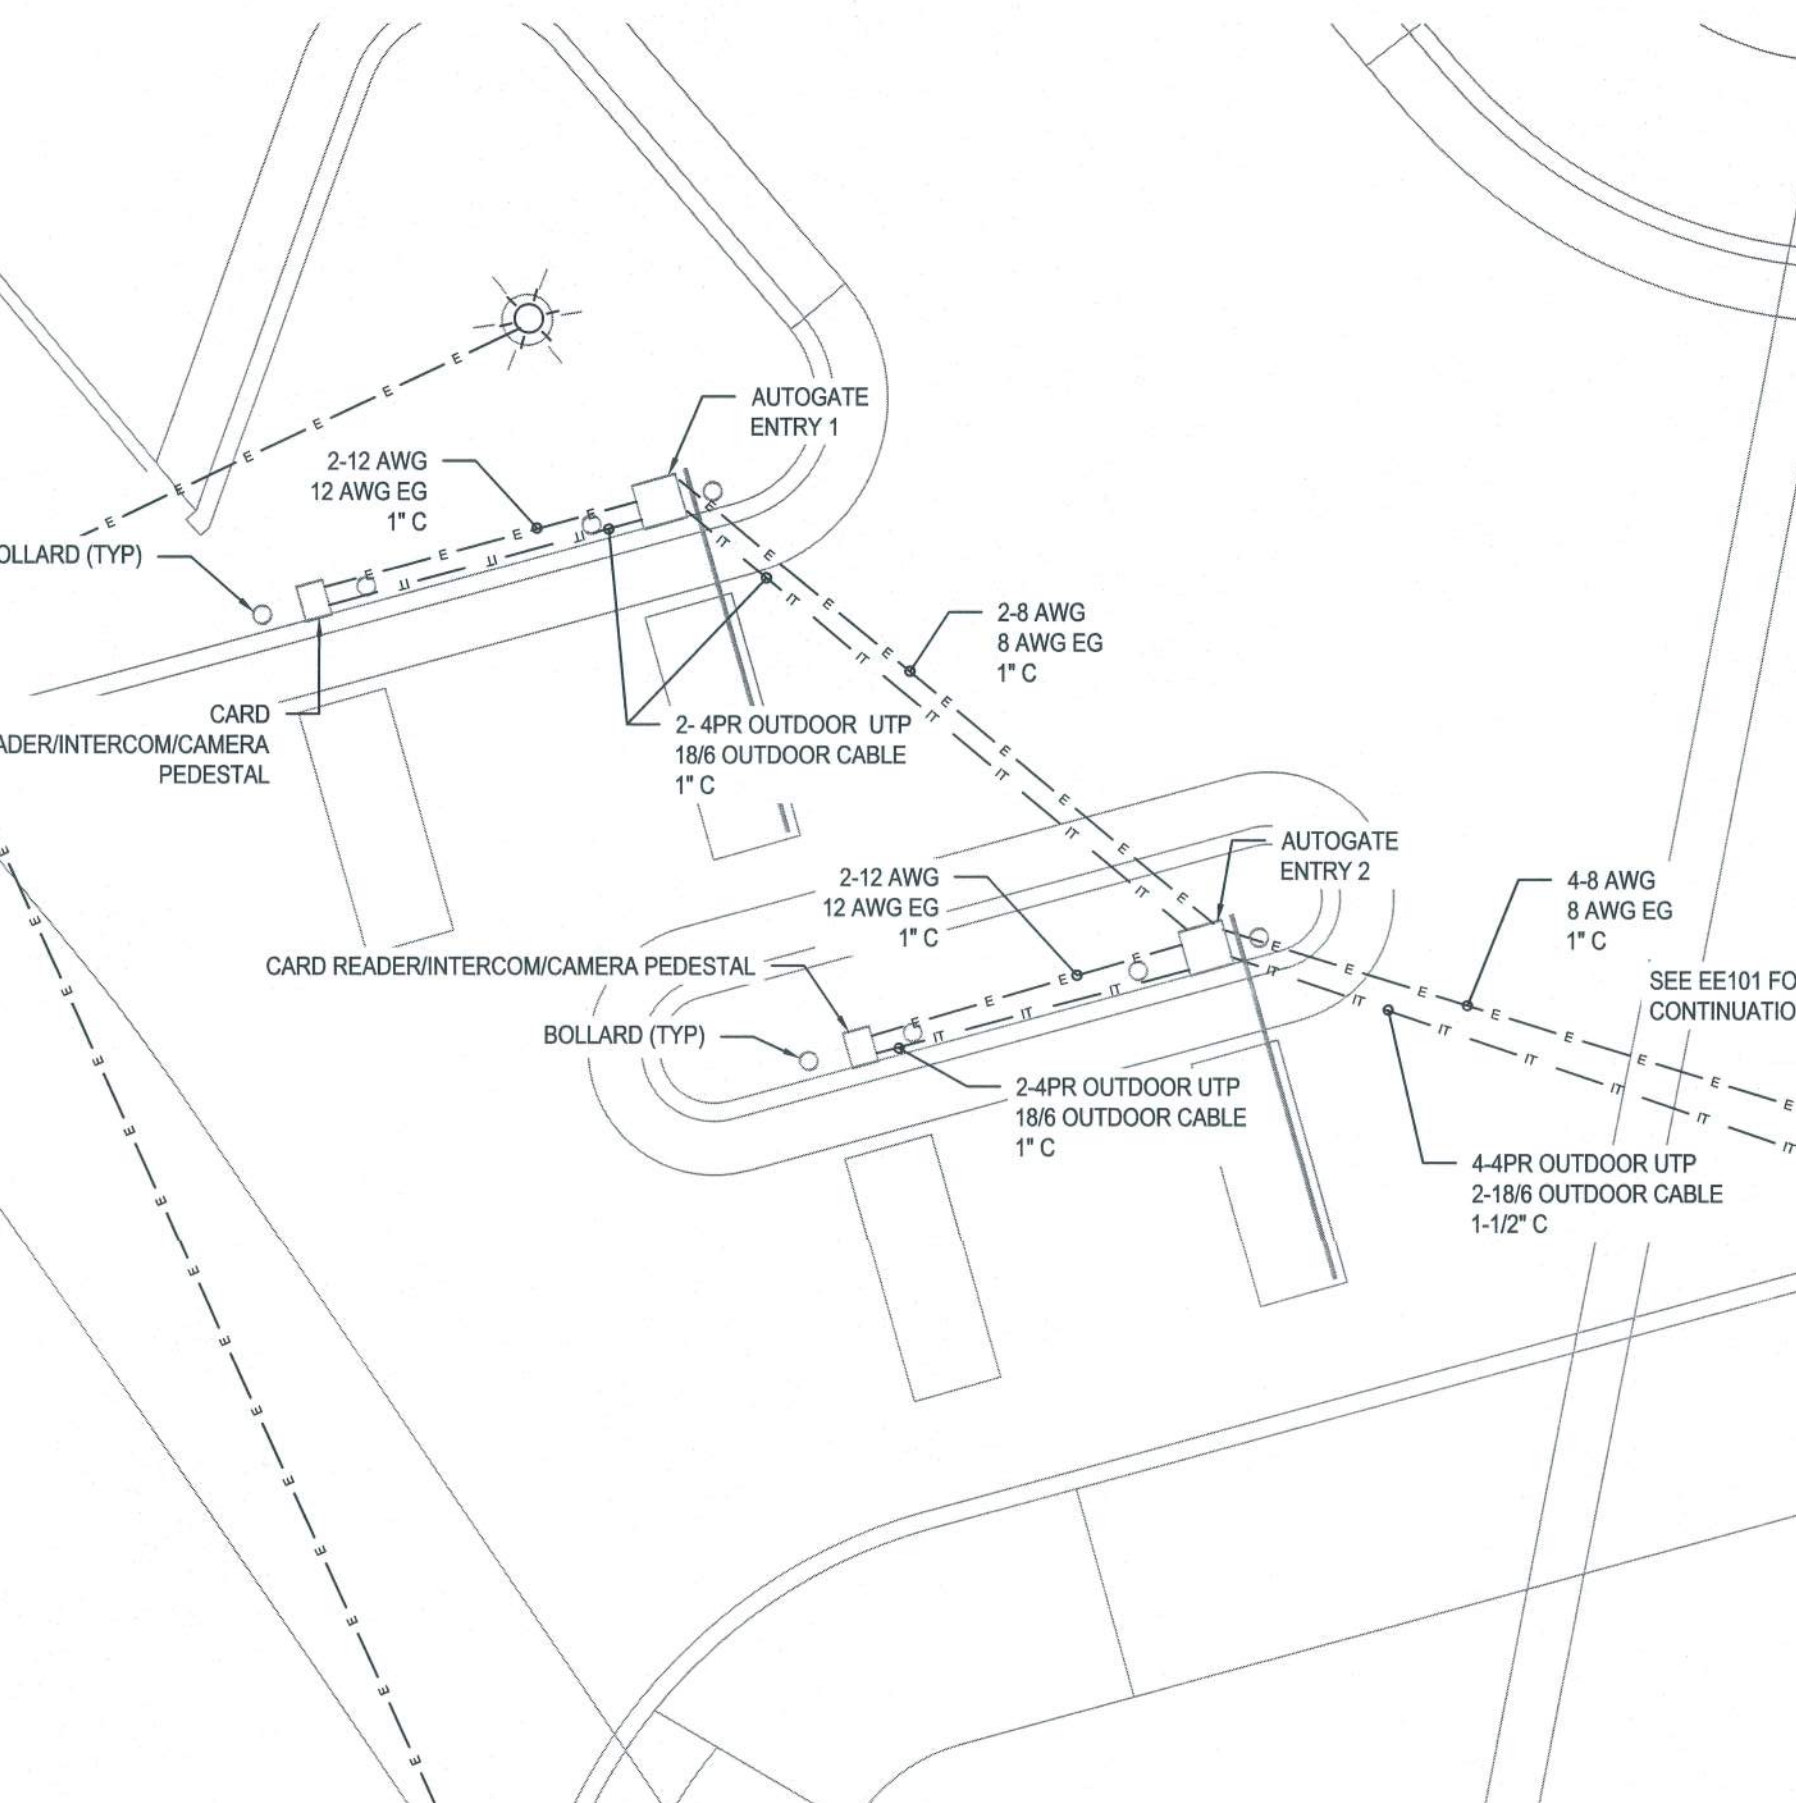 AUTOGATE
ENTRY 1
2-12 AWG
12 AWG EG
1" C
OLLARD (TYP)
2-8 AWG
8 AWG EG
1" C
CARD
ADER/INTERCOM/CAMERA
PEDESTAL
2- 4PR OUTDOOR UTP
18/6 OUTDOOR CABLE
1" C
AUTOGATE
ENTRY 2
2-12 AWG
12 AWG EG
1" C
4-8 AWG
8 AWG EG
1" C
CARD READER/INTERCOM/CAMERA PEDESTAL
SEE EE101 FO
CONTINUATIO
BOLLARD (TYP)
2-4PR OUTDOOR UTP
18/6 OUTDOOR CABLE
1" C
4-4PR OUTDOOR UTP
2-18/6 OUTDOOR CABLE
1-1/2" C